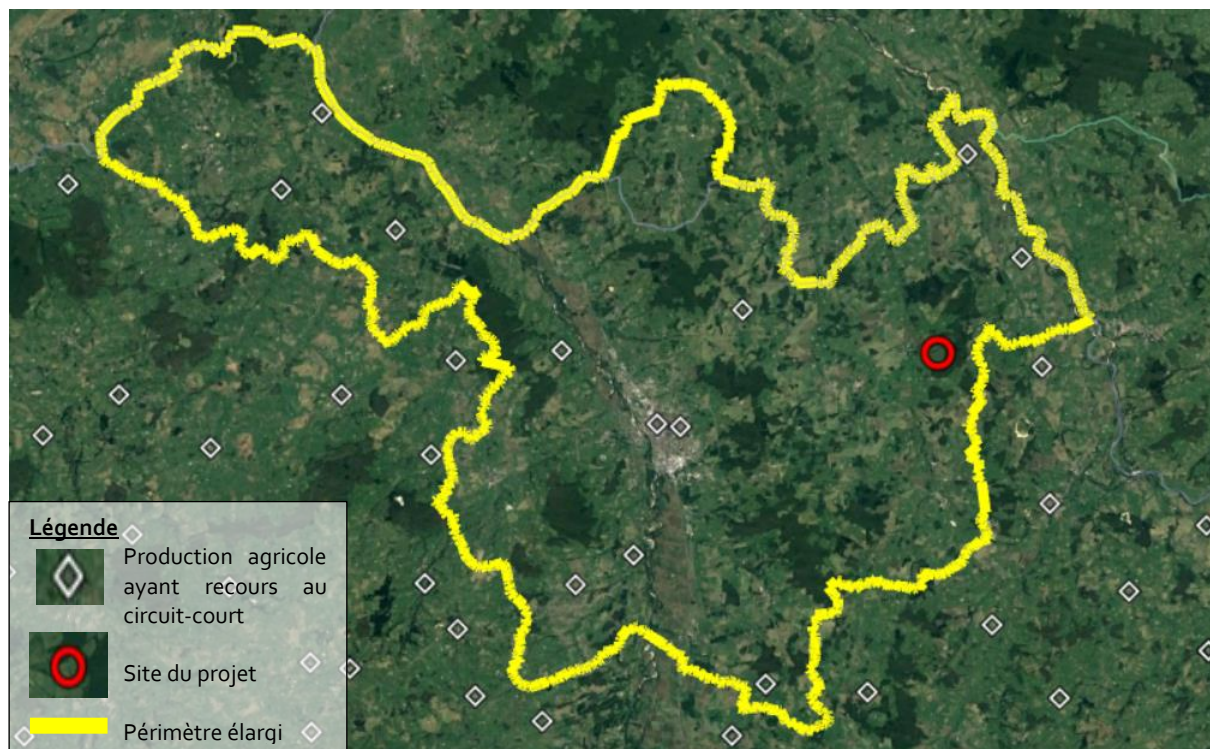 Légende
Production agricole
ayant recours au
circuit-court
Site du projet
Périmètre élargi